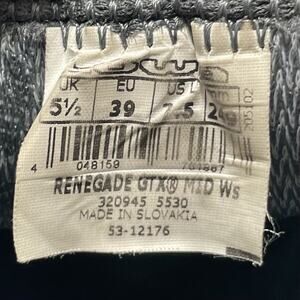 UK EU US
5½ 39 7.5
205102
4 048159
RENEGADE GTX® MID Ws
320945 5530
MADE IN SLOVAKIA
53-12176